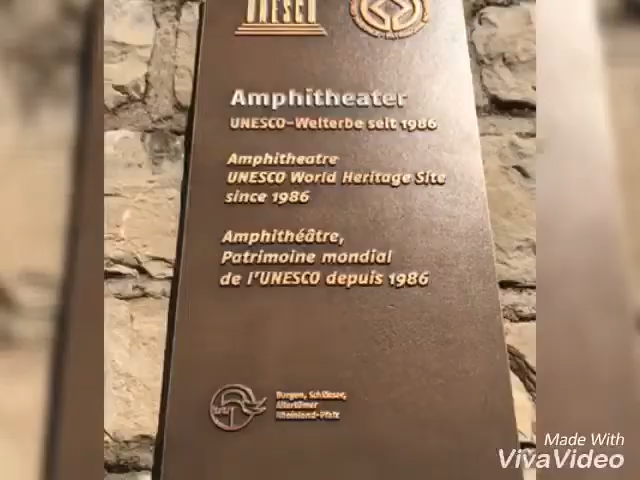 UNESCO
Amphitheater
UNESCO-Welterbe seit 1986
Amphitheatre
UNESCO World Heritage Site
since 1986
Amphithéâtre,
Patrimoine mondial
de l'UNESCO depuis 1986
Burgen, Schlösser,
Altertümer
Rheinland-Pfalz
Made With
VivaVideo